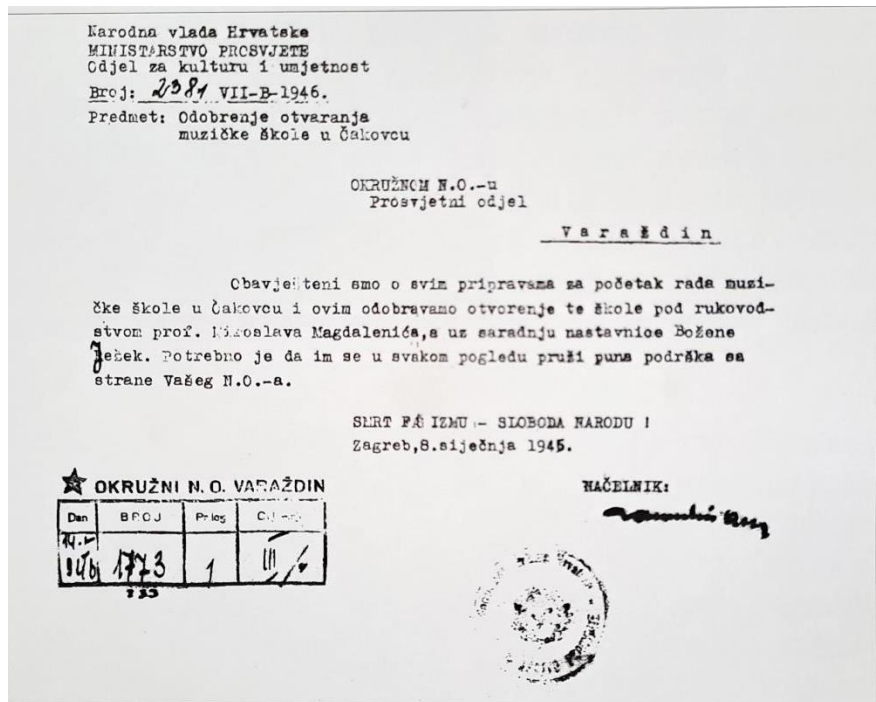 Narodna vlada Hrvatske
MINISTARSTVO PROSVJETE
Odjel za kulturu i umjetnost
Broj: 2381 VII-B-1946.
Predmet: Odobrenje otvaranja
muzičke škole u Čakovcu
OKRUŽNOM N.O.-u
Prosvjetni odjel
Varaždin
Obavješteni smo o svim pripravama za početak rada muzi-
čke škole u Čakovcu i ovim odobravamo otvorenje te škole pod rukovod-
stvom prof. Miroslava Magdalenića,a uz saradnju nastavnice Božene
Ježek. Potrebno je da im se u svakom pogledu pruži puna podrška sa
strane Vašeg N.O.-a.
SMRT FAŠIZMU - SLOBODA NARODU !
Zagreb,8.siječnja 1945.
NAČELNIK:
OKRUŽNI N. O. VARAŽDIN
Dan BROJ Prilog
1773 1 III